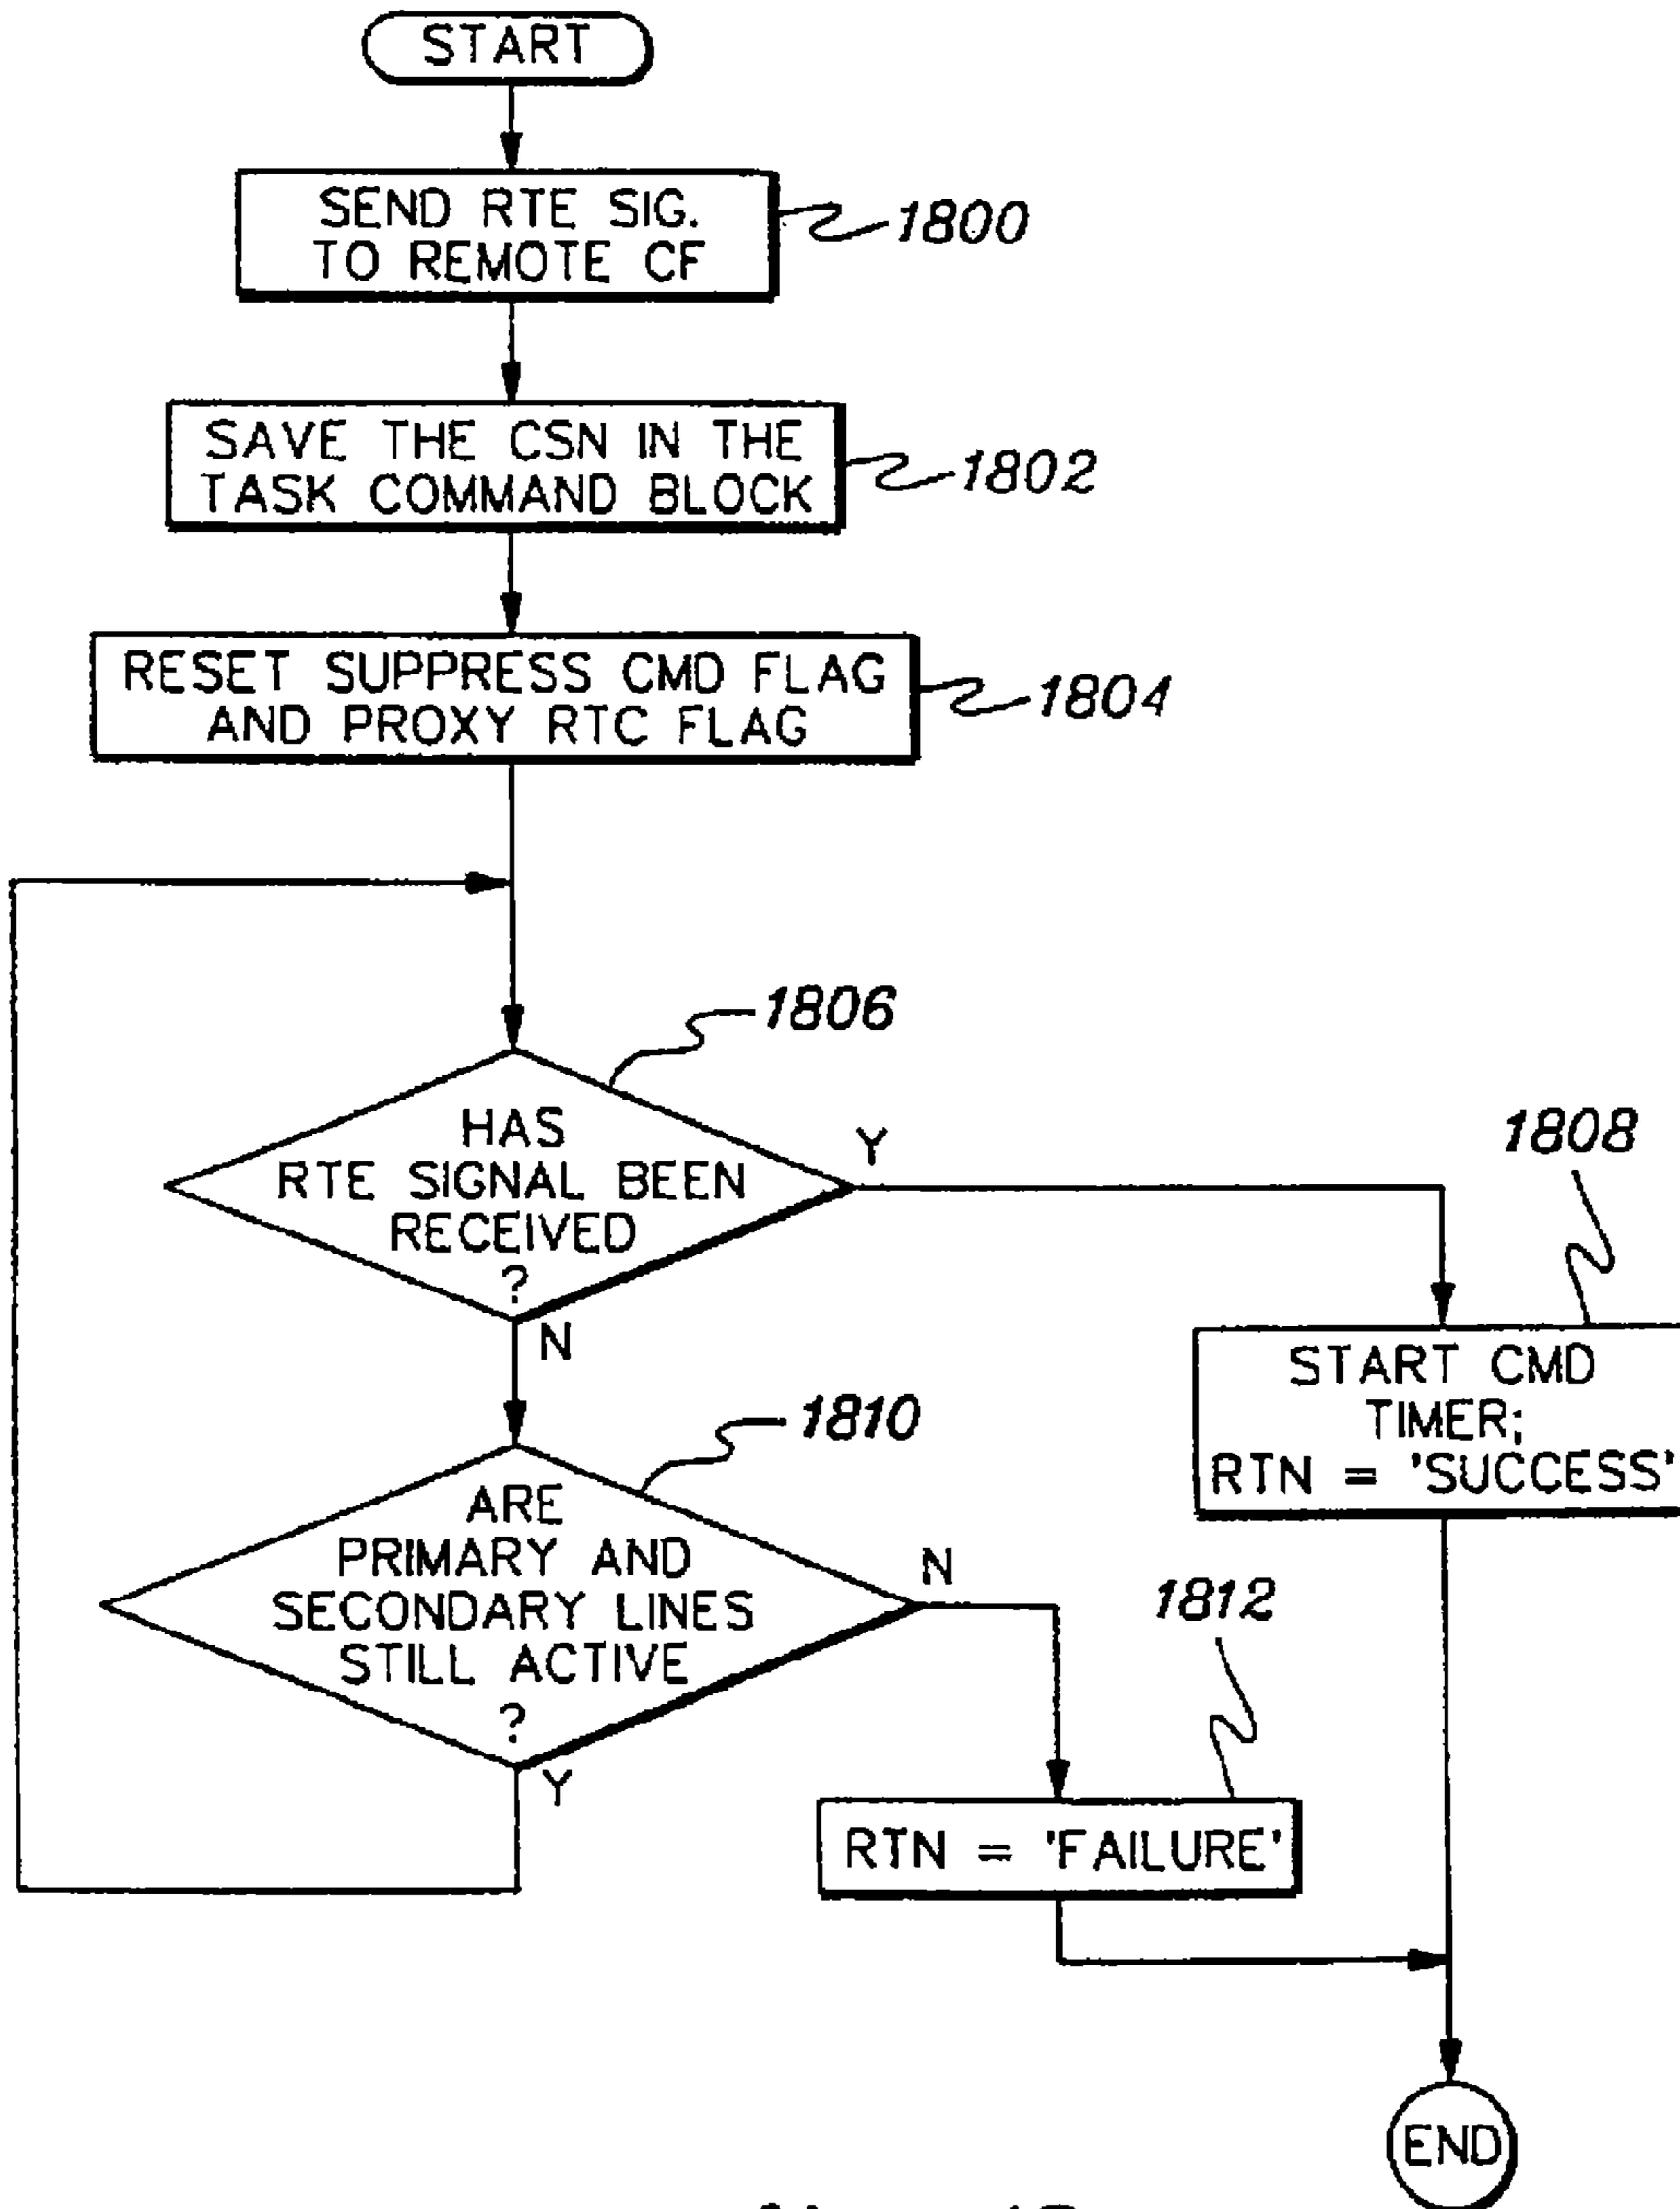 START
SEND RTE SIG.
TO REMOTE CF
1800
SAVE THE CSN IN THE
TASK COMMAND BLOCK
1802
RESET SUPPRESS CMD FLAG
AND PROXY RTC FLAG
1804
1806
HAS
RTE SIGNAL BEEN
RECEIVED
?
Y
N
1808
START CMD
TIMER;
RTN = 'SUCCESS'
1810
ARE
PRIMARY AND
SECONDARY LINES
STILL ACTIVE
?
N
Y
1812
RTN = 'FAILURE'
END